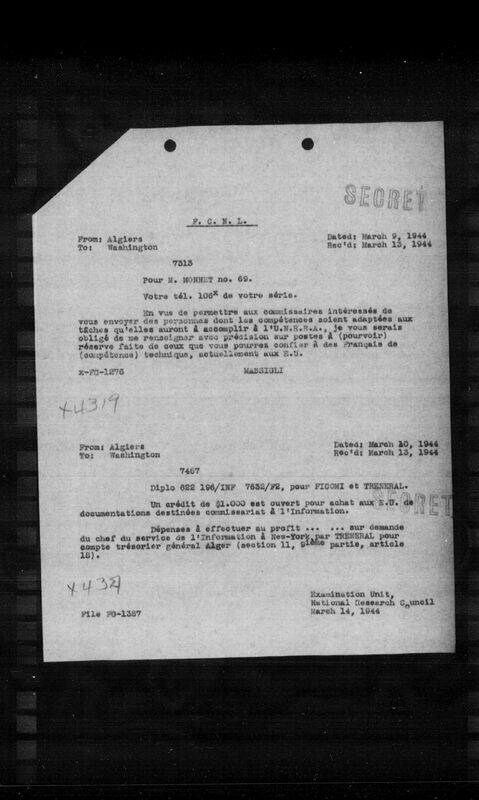 SECRET
F. C. N. L.
From: Algiers Dated: March 9, 1944
To: Washington Rec'd: March 13, 1944
7313
Pour M. MONNET no. 69.
Votre tél. 106x de votre série.
En vue de permettre aux commissaires intéressés de
vous envoyer des personnes dont les compétences soient adaptées aux
tâches qu'elles auront à accomplir à l'U.N.R.R.A., je vous serais
obligé de me renseigner avec précision sur postes à (pourvoir)
réserve faite de ceux que vous pourrez confier à des Français de
(compétence) technique, actuellement aux E.U.
x-FC-1276 MASSIGLI
x4319
From: Algiers Dated: March 10, 1944
To: Washington Rec'd: March 13, 1944
7467
Diplo 622 196/INF 7632/F2, pour FICOMI et TRENERAL.
SECRET
Un crédit de $1.000 est ouvert pour achat aux E.U. de
documentations destinées commissariat à l'Information.
Dépenses à effectuer au profit ... ... sur demande
du chef du service de l'Information à New-York par TRENERAL pour
compte trésorier général Alger (section 11, 9ième partie, article
18).
Examination Unit,
National Research Council
File FG-1357 March 14, 1944